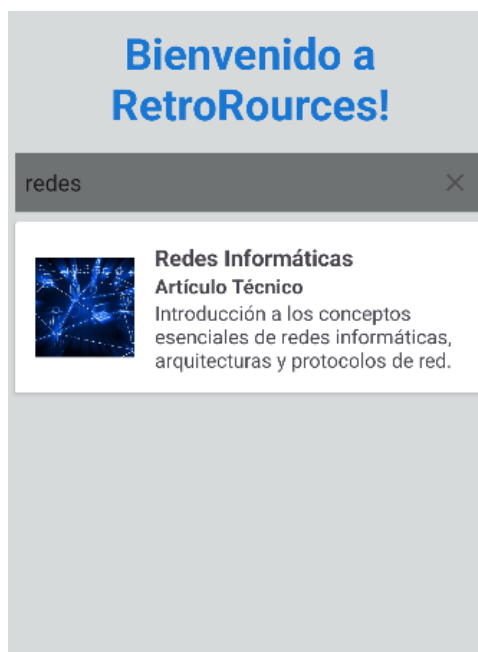 Bienvenido a
RetroRources!
redes
Redes Informáticas
Artículo Técnico
Introducción a los conceptos
esenciales de redes informáticas,
arquitecturas y protocolos de red.